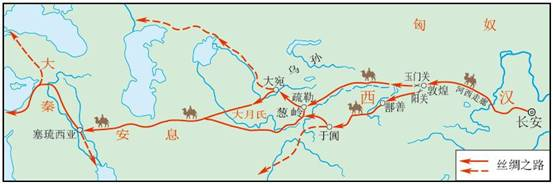 匈奴
大秦
乌孙
大宛
疏勒
玉门关
敦煌
河西走廊
汉
大月氏
葱岭
西
鄯善
阳关
长安
塞琉西亚
安息
于阗
丝绸之路